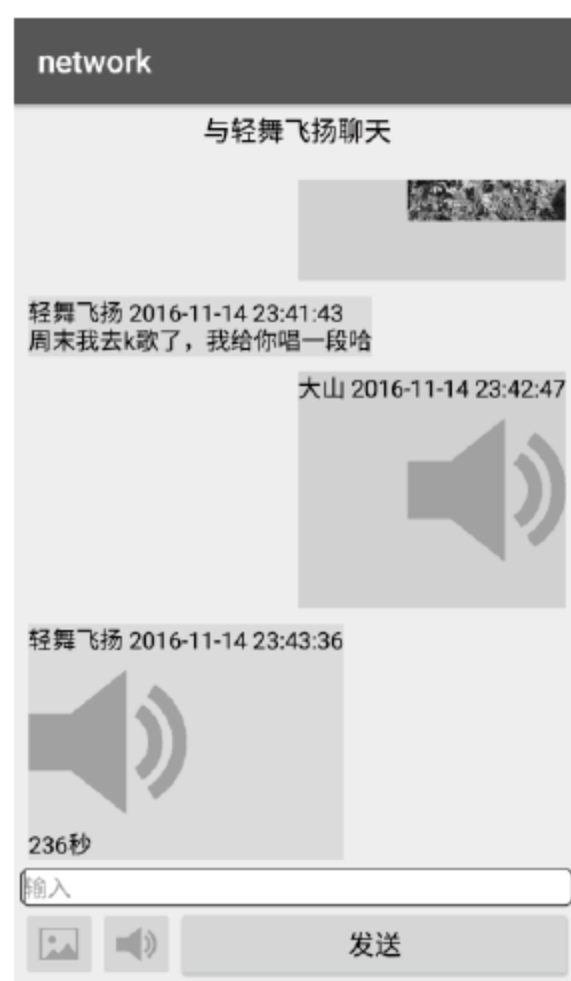 network
与轻舞飞扬聊天
轻舞飞扬 2016-11-14 23:41:43
周末我去k歌了，我给你唱一段哈
大山 2016-11-14 23:42:47
轻舞飞扬 2016-11-14 23:43:36
236秒
输入
发送